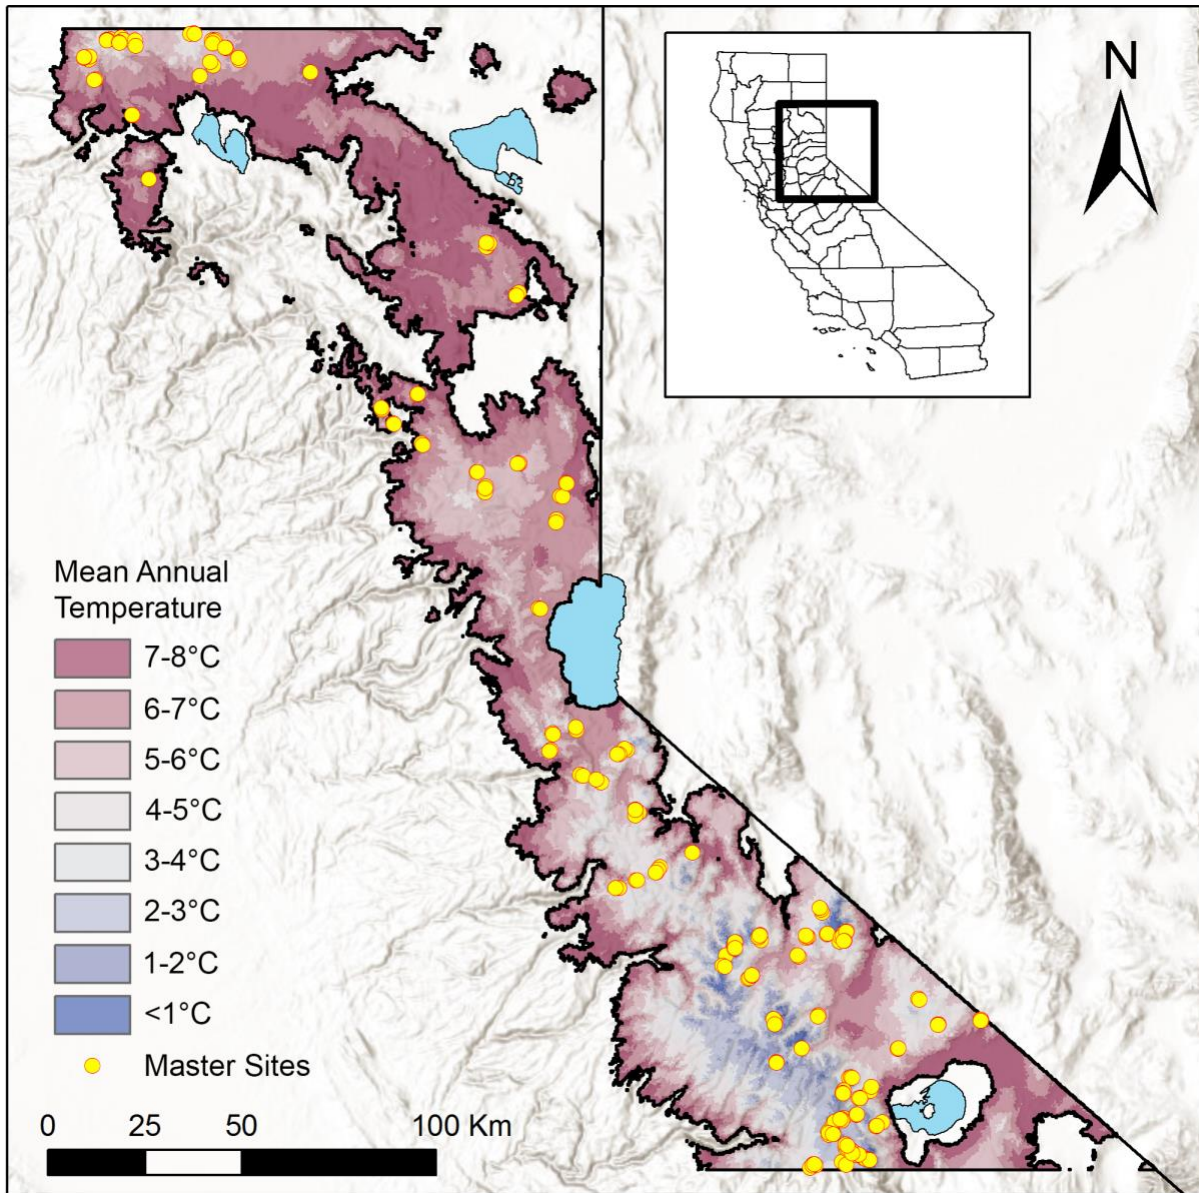 N
Mean Annual
Temperature
7-8°C
6-7°C
5-6°C
4-5°C
3-4°C
2-3°C
1-2°C
<1°C
Master Sites
0 25 50 100 Km